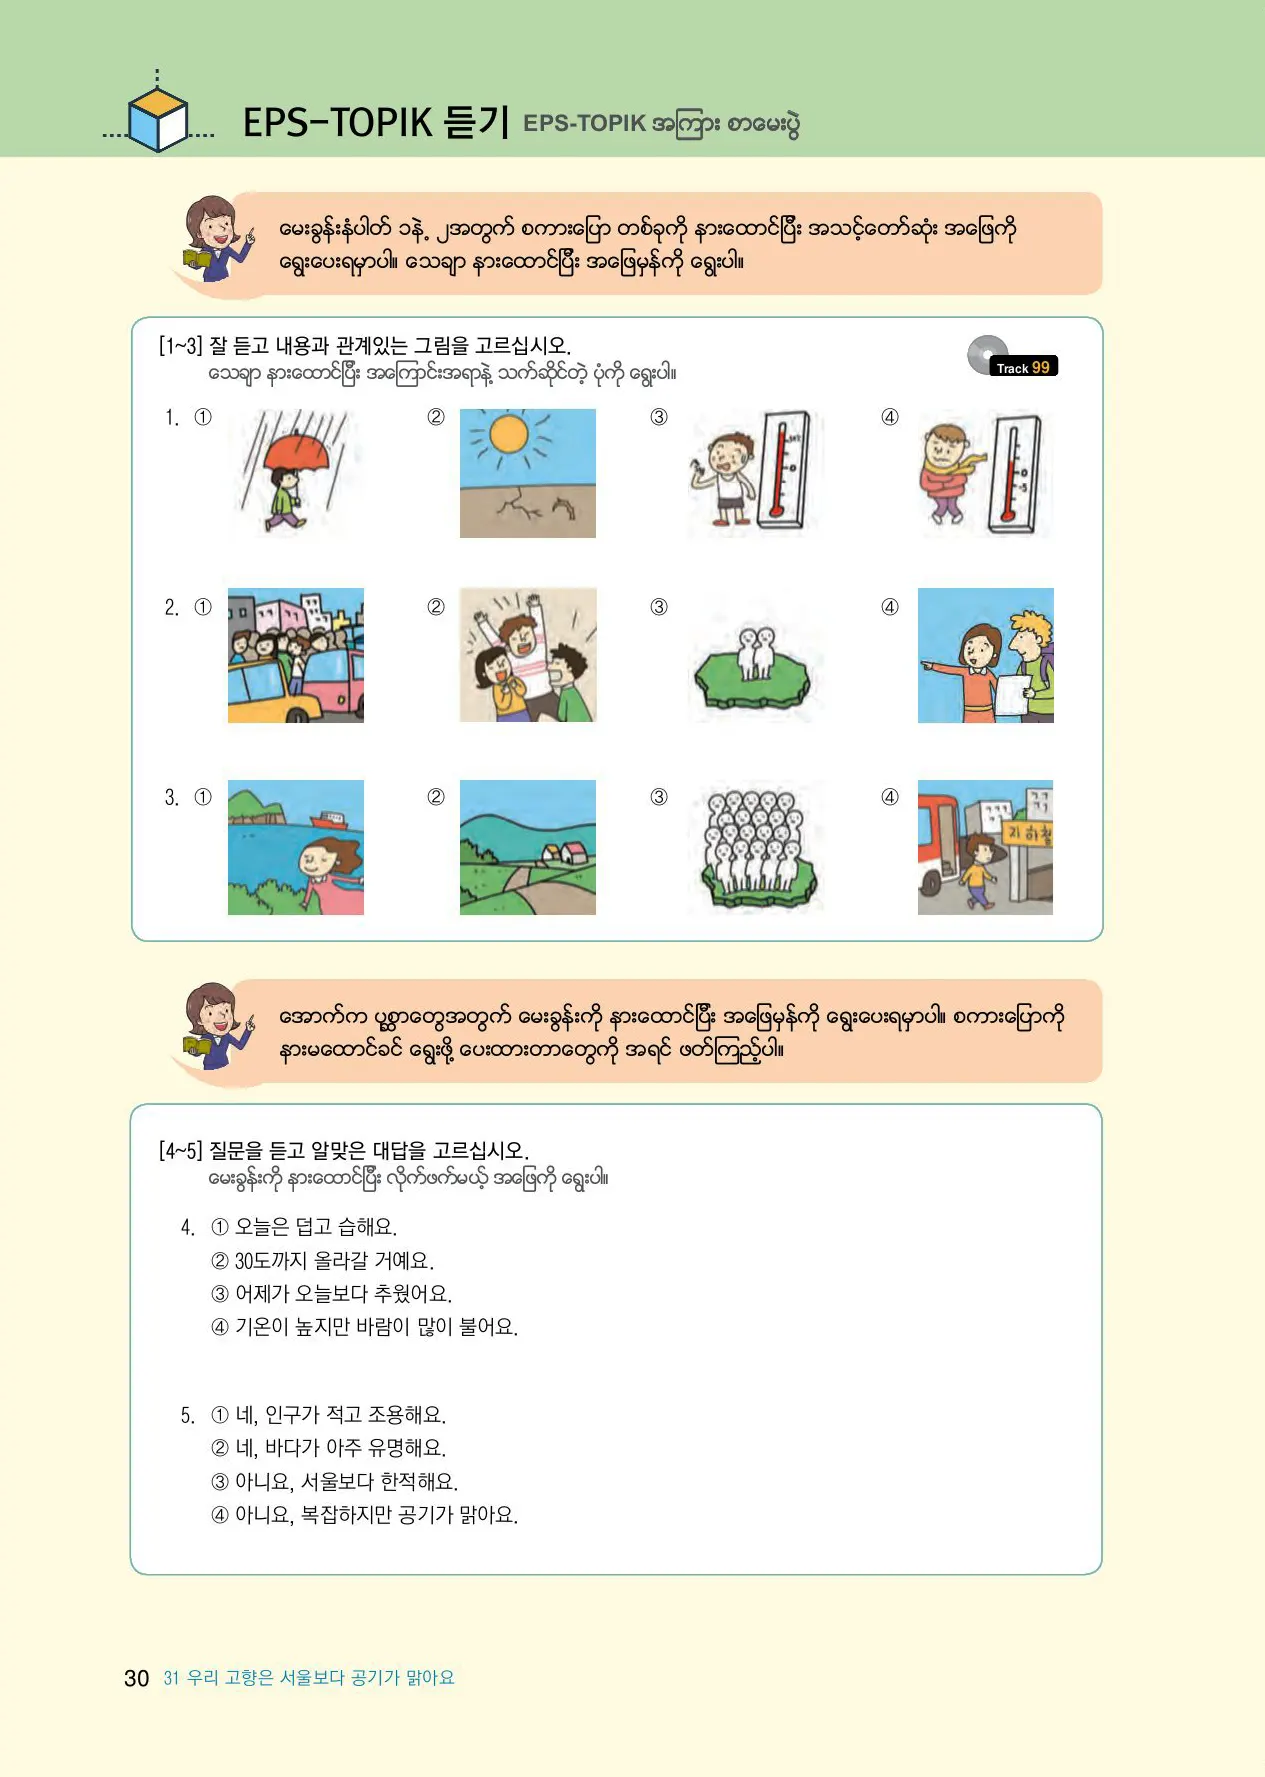 EPS-TOPIK 듣기 EPS-TOPIK အကြား စာမေးပွဲ
မေးခွန်းနံပါတ် ၁နဲ့ ၂အတွက် စကားပြော တစ်ခုကို နားထောင်ပြီး အသင့်တော်ဆုံး အဖြေကို
ရွေးပေးရမှာပါ။ သေချာ နားထောင်ပြီး အဖြေမှန်ကို ရွေးပါ။
[1~3] 잘 듣고 내용과 관계있는 그림을 고르십시오.
သေချာ နားထောင်ပြီး အကြောင်းအရာနဲ့ သက်ဆိုင်တဲ့ ပုံကို ရွေးပါ။
Track 99
1. ① ② ③ ④
2. ① ② ③ ④
3. ① ② ③ ④
지하철
အောက်က ပုစ္ဆာတွေအတွက် မေးခွန်းကို နားထောင်ပြီး အဖြေမှန်ကို ရွေးပေးရမှာပါ။ စကားပြောကို
နားမထောင်ခင် ရွေးဖို့ ပေးထားတာတွေကို အရင် ဖတ်ကြည့်ပါ။
[4~5] 질문을 듣고 알맞은 대답을 고르십시오.
မေးခွန်းကို နားထောင်ပြီး လိုက်ဖက်မယ့် အဖြေကို ရွေးပါ။
4. ① 오늘은 덥고 습해요.
② 30도까지 올라갈 거예요.
③ 어제가 오늘보다 추웠어요.
④ 기온이 높지만 바람이 많이 불어요.
5. ① 네, 인구가 적고 조용해요.
② 네, 바다가 아주 유명해요.
③ 아니요, 서울보다 한적해요.
④ 아니요, 복잡하지만 공기가 맑아요.
30 31 우리 고향은 서울보다 공기가 맑아요